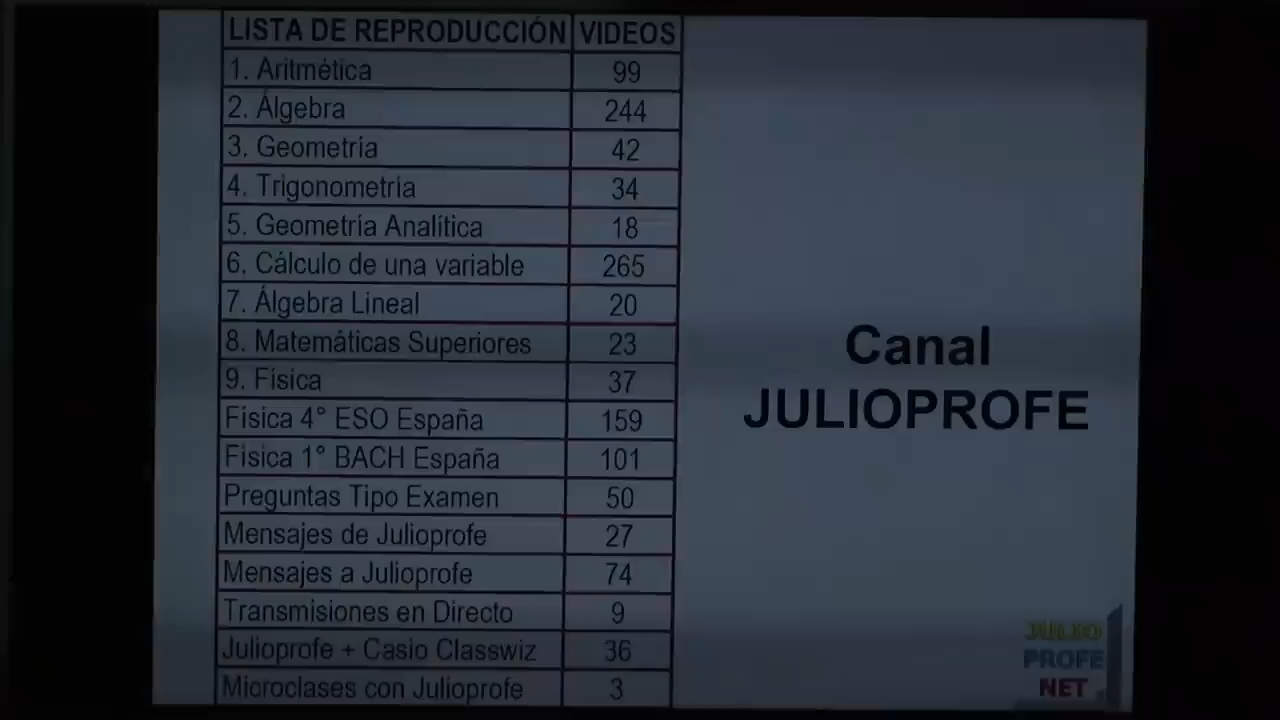 LISTA DE REPRODUCCIÓN VIDEOS
1. Aritmética 99
2. Álgebra 244
3. Geometría 42
4. Trigonometría 34
5. Geometría Analítica 18
6. Cálculo de una variable 265
7. Álgebra Lineal 20
8. Matemáticas Superiores 23
9. Física 37
Física 4° ESO España 159
Física 1° BACH España 101
Preguntas Tipo Examen 50
Mensajes de Julioprofe 27
Mensajes a Julioprofe 74
Transmisiones en Directo 9
Julioprofe + Casio Classwiz 36
Microclases con Julioprofe 3
Canal
JULIOPROFE
JULIO
PROFE
NET